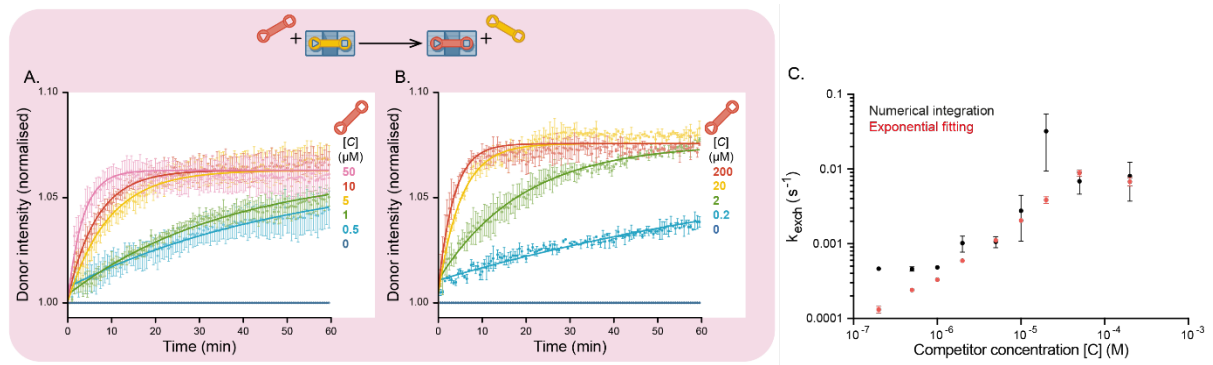 +
+
A.
Donor intensity (normalised)
1.10
1.05
1.00
0
10
20
30
40
50
60
Time (min)
[C]
(μM)
50
10
5
1
0.5
0
B.
Donor intensity (normalised)
1.10
1.05
1.00
0
10
20
30
40
50
60
Time (min)
[C]
(μM)
200
20
2
0.2
0
C.
Numerical integration
Exponential fitting
k_exch (s⁻¹)
0.1
0.01
0.001
0.0001
10⁻⁷
10⁻⁶
10⁻⁵
10⁻⁴
10⁻³
Competitor concentration [C] (M)